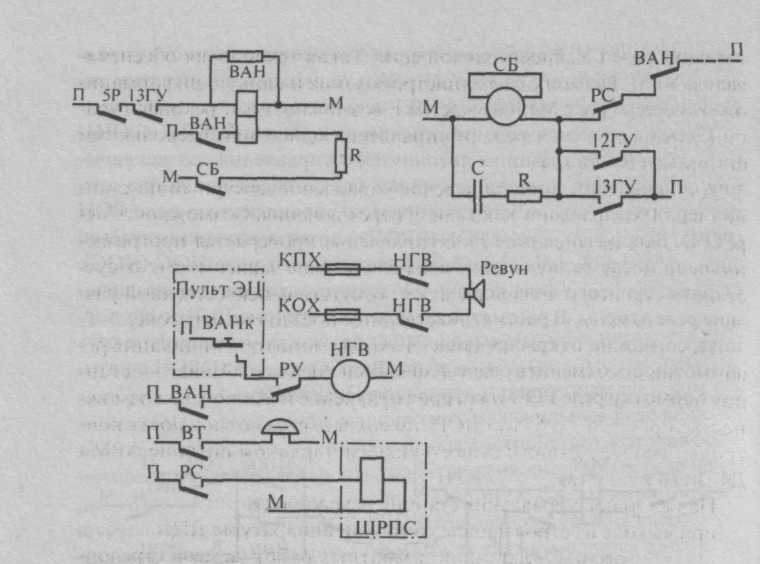 ВАН
П 5Р 13ГУ М
П ВАН
R
М СБ
СБ
ВАН П
М РС
12ГУ
С R 13ГУ П
КПХ НГВ Ревун
Пульт ЭЦ
КОХ НГВ
П ВАНк НГВ
РУ М
П ВАН
П ВТ М
П РС
М
ЩРПС